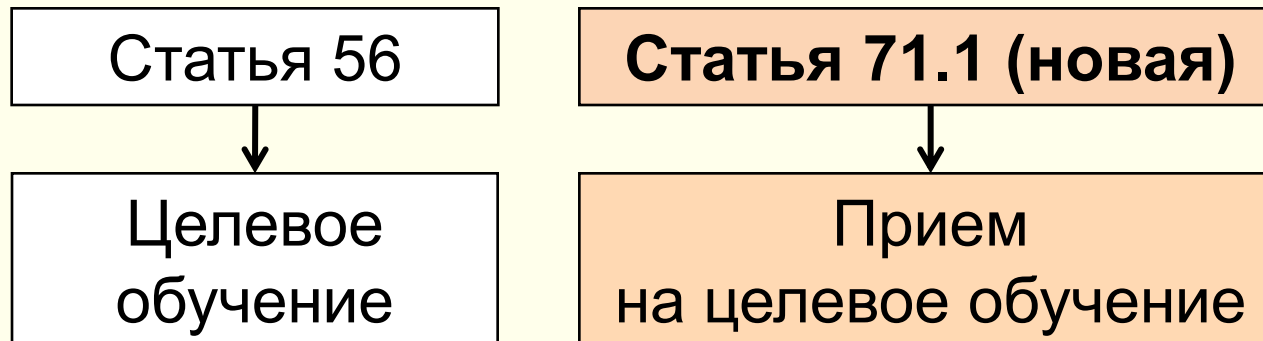 Статья 56
Целевое
обучение
Статья 71.1 (новая)
Прием
на целевое обучение